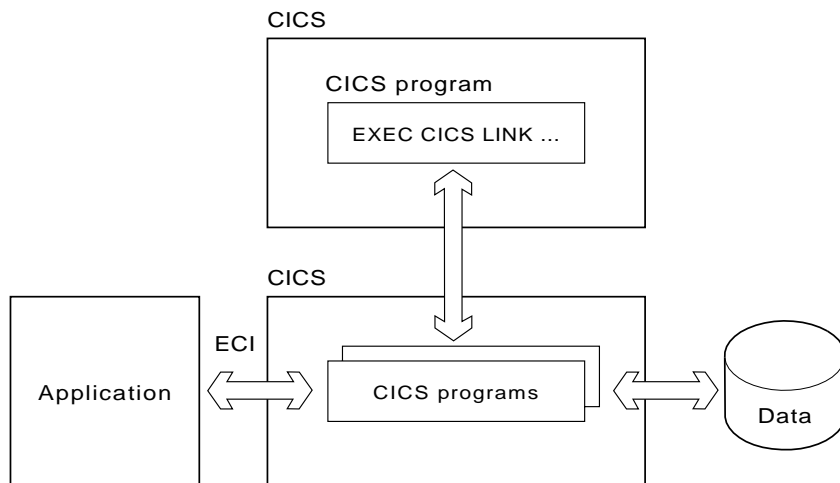 CICS
CICS program
EXEC CICS LINK ...
CICS
ECI
Application
CICS programs
Data